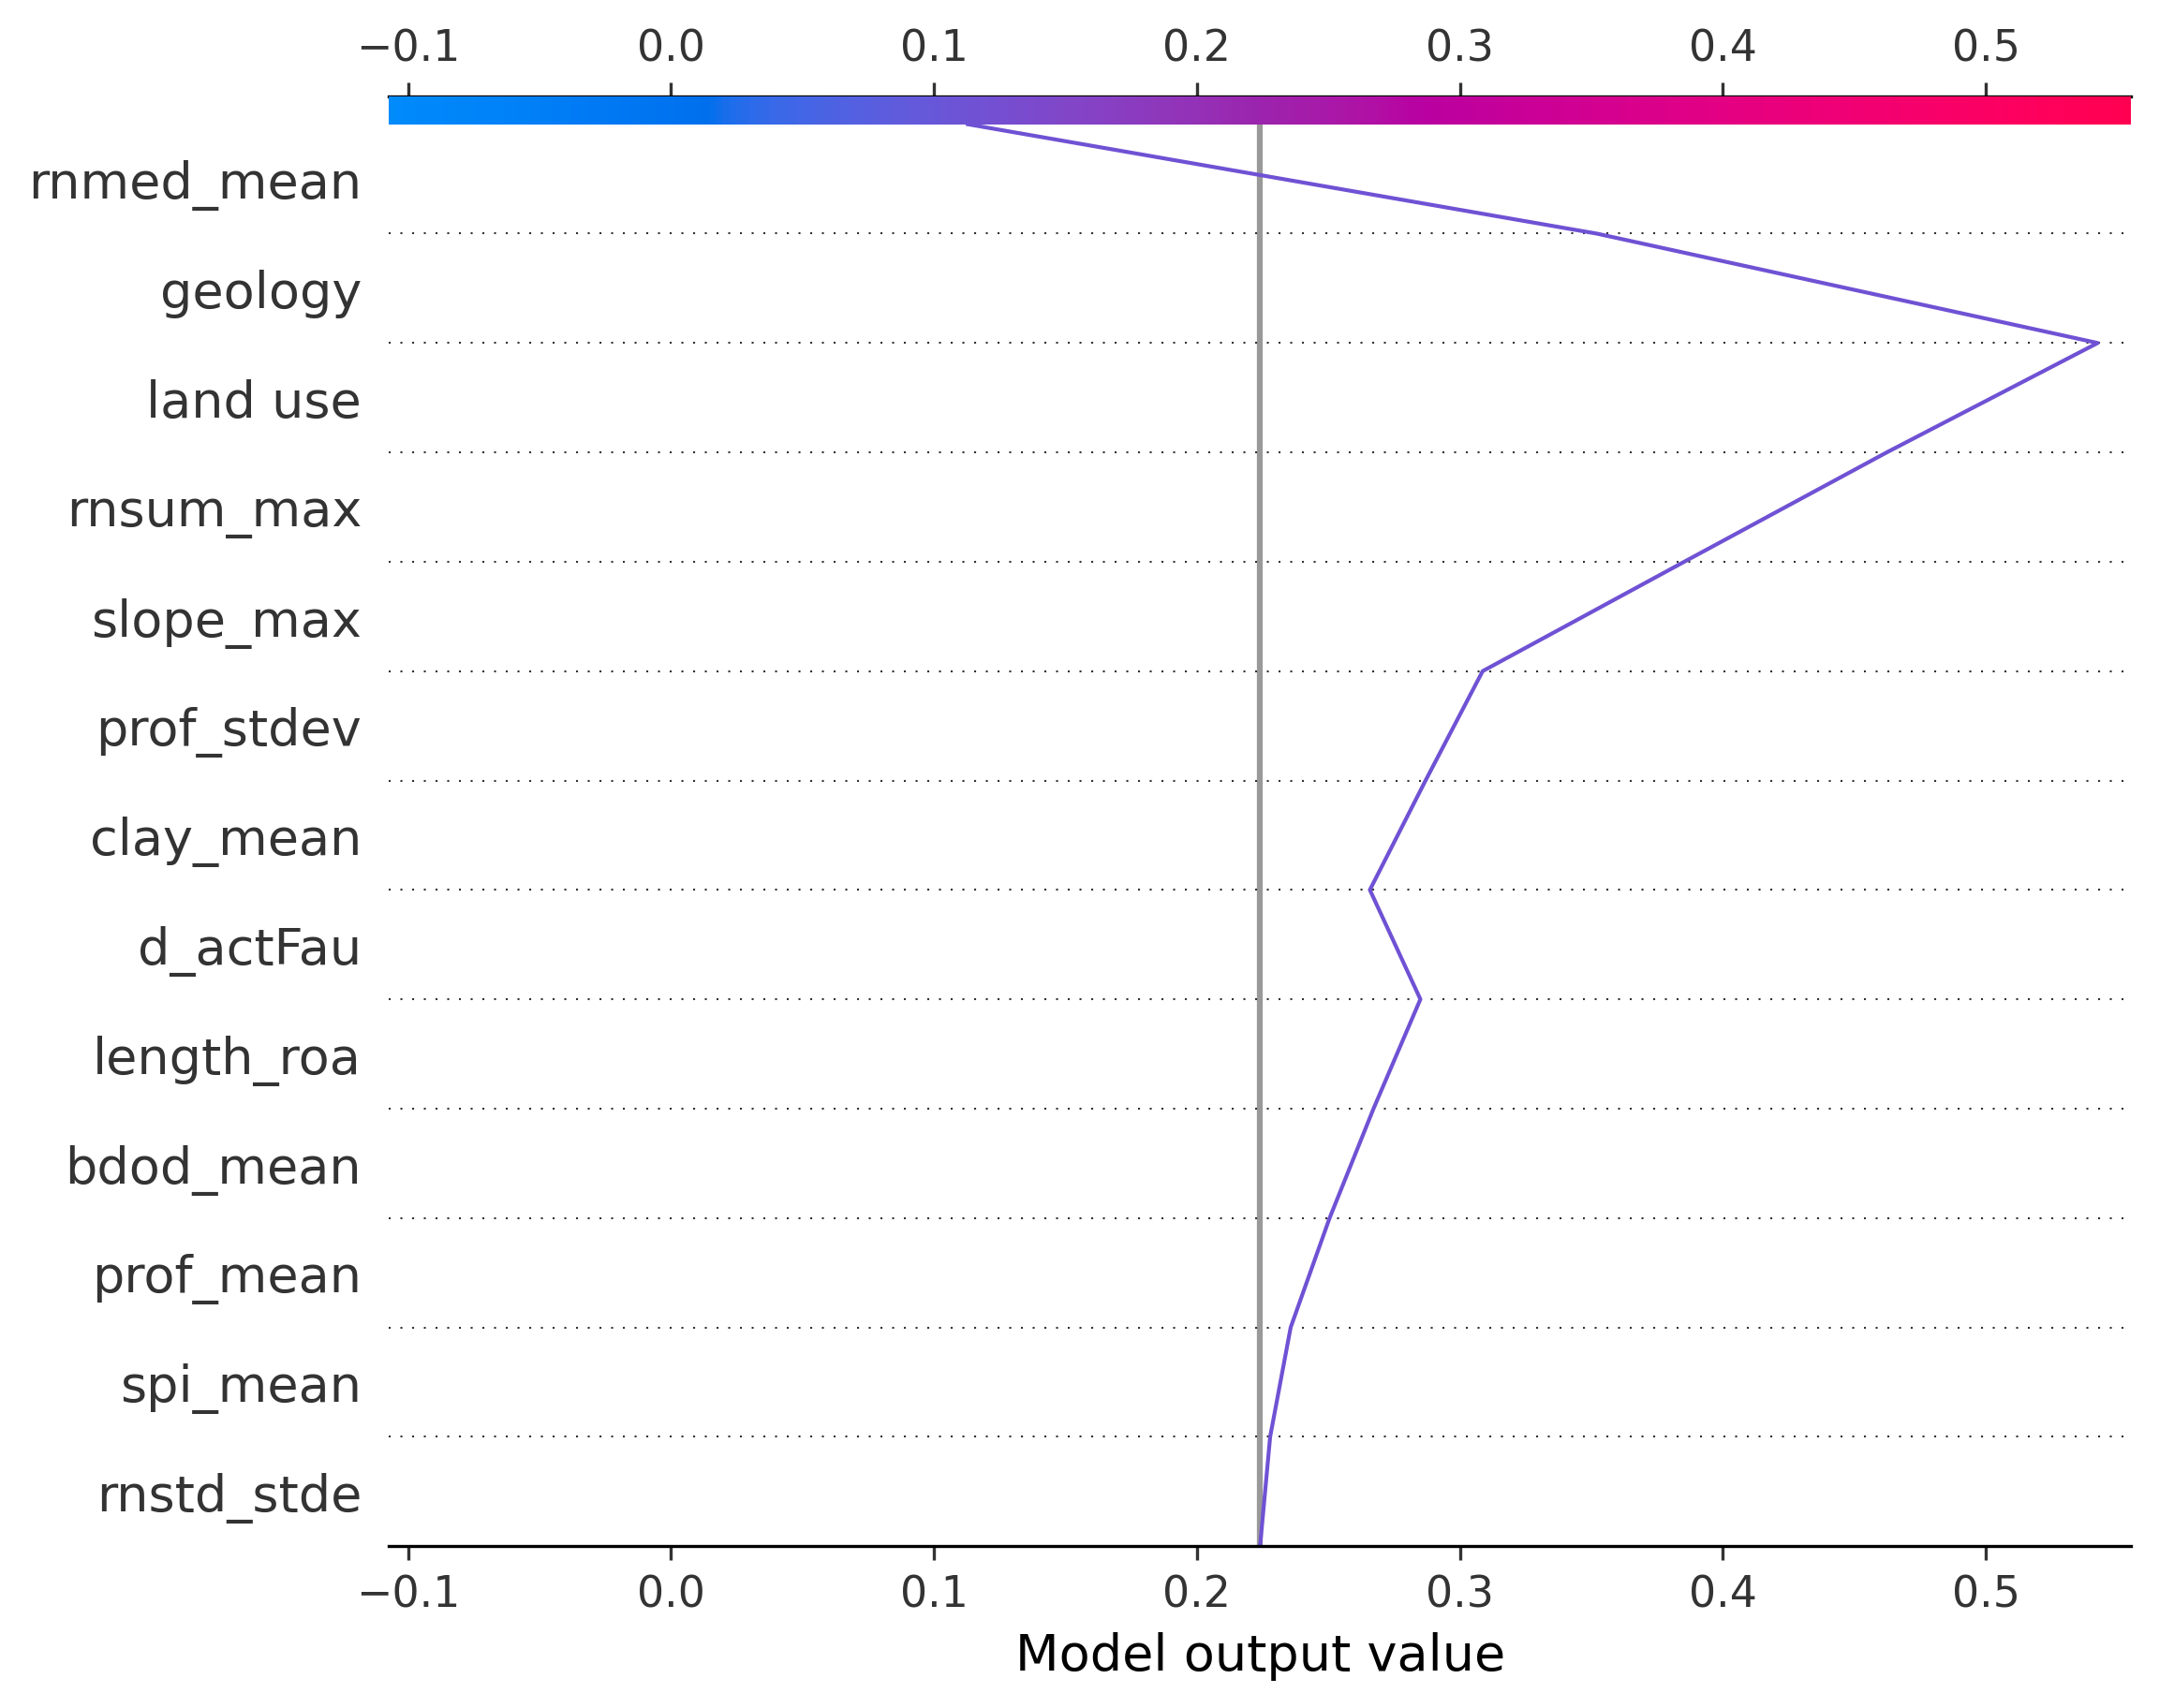 −0.1 0.0 0.1 0.2 0.3 0.4 0.5
rnmed_mean
geology
land use
rnsum_max
slope_max
prof_stdev
clay_mean
d_actFau
length_roa
bdod_mean
prof_mean
spi_mean
rnstd_stde
−0.1 0.0 0.1 0.2 0.3 0.4 0.5
Model output value